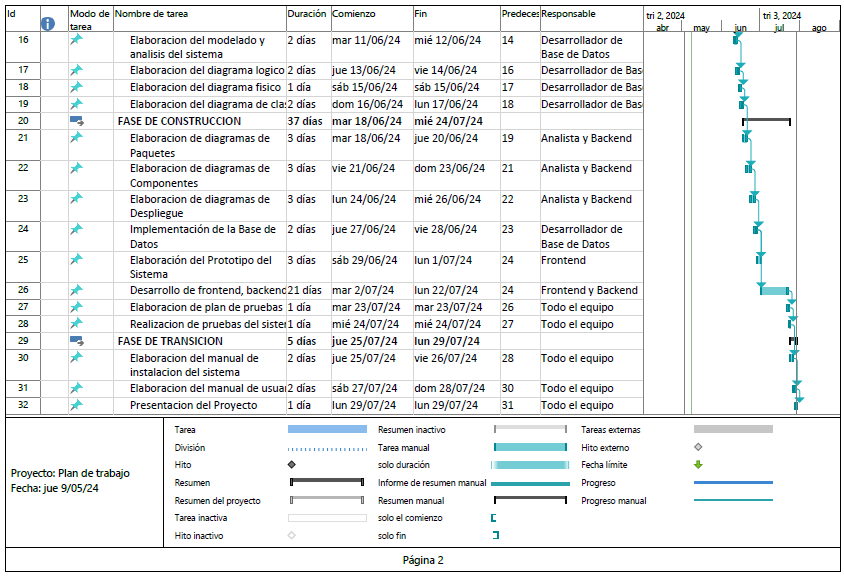 Id Modo de tarea Nombre de tarea Duración Comienzo Fin Predeces Responsable tri 2, 2024 tri 3, 2024
abr may jun jul ago
16 Elaboracion del modelado y 2 días mar 11/06/24 mié 12/06/24 14 Desarrollador de
analisis del sistema Base de Datos
17 Elaboracion del diagrama logico 2 días jue 13/06/24 vie 14/06/24 16 Desarrollador de Bas
18 Elaboracion del diagrama fisico 1 día sáb 15/06/24 sáb 15/06/24 17 Desarrollador de Bas
19 Elaboracion del diagrama de cla 2 días dom 16/06/24 lun 17/06/24 18 Desarrollador de Bas
20 FASE DE CONSTRUCCION 37 días mar 18/06/24 mié 24/07/24
21 Elaboracion de diagramas de 3 días mar 18/06/24 jue 20/06/24 19 Analista y Backend
Paquetes
22 Elaboracion de diagramas de 3 días vie 21/06/24 dom 23/06/24 21 Analista y Backend
Componentes
23 Elaboracion de diagramas de 3 días lun 24/06/24 mié 26/06/24 22 Analista y Backend
Despliegue
24 Implementación de la Base de 2 días jue 27/06/24 vie 28/06/24 23 Desarrollador de
Datos Base de Datos
25 Elaboración del Prototipo del 3 días sáb 29/06/24 lun 1/07/24 24 Frontend
Sistema
26 Desarrollo de frontend, backend 21 días mar 2/07/24 lun 22/07/24 24 Frontend y Backend
27 Elaboracion de plan de pruebas 1 día mar 23/07/24 mar 23/07/24 26 Todo el equipo
28 Realizacion de pruebas del sister 1 día mié 24/07/24 mié 24/07/24 27 Todo el equipo
29 FASE DE TRANSICION 5 días jue 25/07/24 lun 29/07/24
30 Elaboracion del manual de 2 días jue 25/07/24 vie 26/07/24 28 Todo el equipo
instalacion del sistema
31 Elaboracion del manual de usua 2 días sáb 27/07/24 dom 28/07/24 30 Todo el equipo
32 Presentacion del Proyecto 1 día lun 29/07/24 lun 29/07/24 31 Todo el equipo
Proyecto: Plan de trabajo
Fecha: jue 9/05/24
Tarea Resumen inactivo Tareas externas
División Tarea manual Hito externo
Hito solo duración Fecha límite
Resumen Informe de resumen manual Progreso
Resumen del proyecto Resumen manual Progreso manual
Tarea inactiva solo el comienzo
Hito inactivo solo fin
Página 2